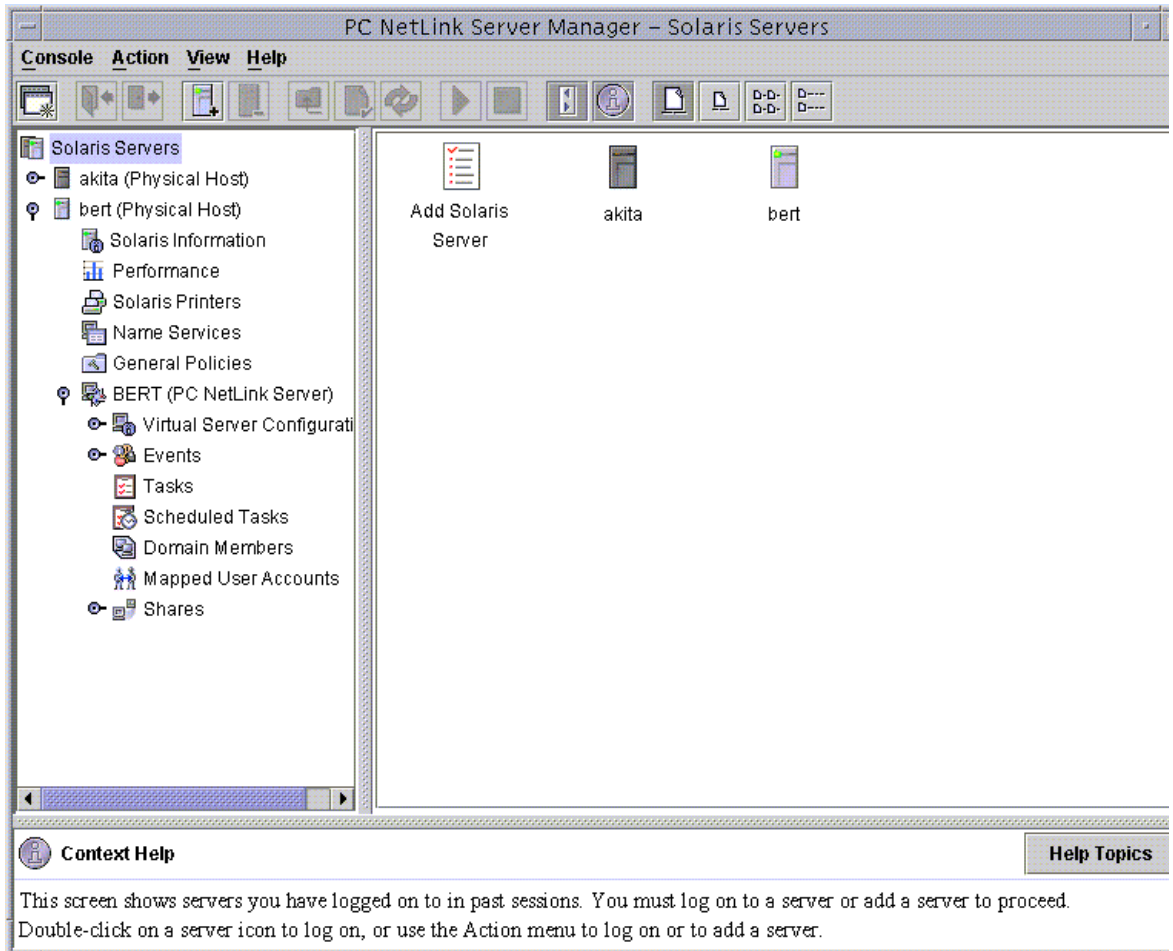 PC NetLink Server Manager – Solaris Servers
Console Action View Help
Solaris Servers
akita (Physical Host)
bert (Physical Host)
Solaris Information
Performance
Solaris Printers
Name Services
General Policies
BERT (PC NetLink Server)
Virtual Server Configurati
Events
Tasks
Scheduled Tasks
Domain Members
Mapped User Accounts
Shares
Add Solaris
Server
akita
bert
Context Help
Help Topics
This screen shows servers you have logged on to in past sessions. You must log on to a server or add a server to proceed.
Double-click on a server icon to log on, or use the Action menu to log on or to add a server.